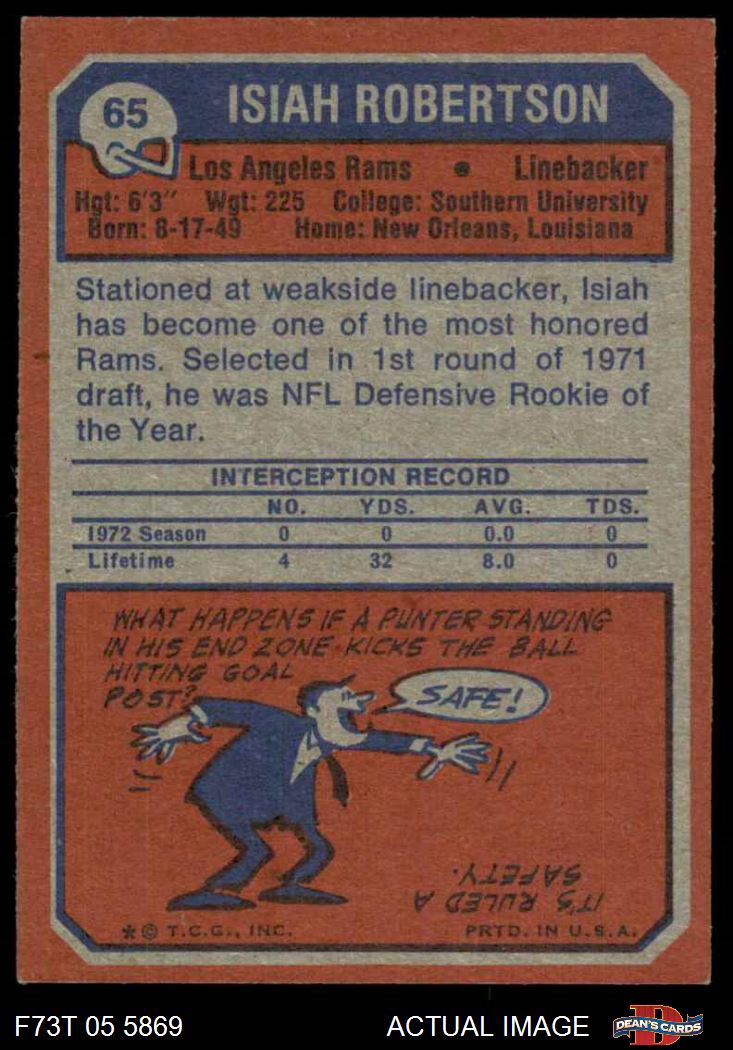 65
ISIAH ROBERTSON
Los Angeles Rams • Linebacker
Hgt: 6'3" Wgt: 225 College: Southern University
Born: 8-17-49 Home: New Orleans, Louisiana
Stationed at weakside linebacker, Isiah
has become one of the most honored
Rams. Selected in 1st round of 1971
draft, he was NFL Defensive Rookie of
the Year.
INTERCEPTION RECORD
NO. YDS. AVG. TDS.
1972 Season 0 0 0.0 0
Lifetime 4 32 8.0 0
WHAT HAPPENS IF A PUNTER STANDING
IN HIS END ZONE KICKS THE BALL
HITTING GOAL
POST?
SAFE!
IT'S RULED A
SAFETY.
* © T.C.G., INC. PRTD. IN U.S.A.
F73T 05 5869 ACTUAL IMAGE
D
DEAN'S CARDS